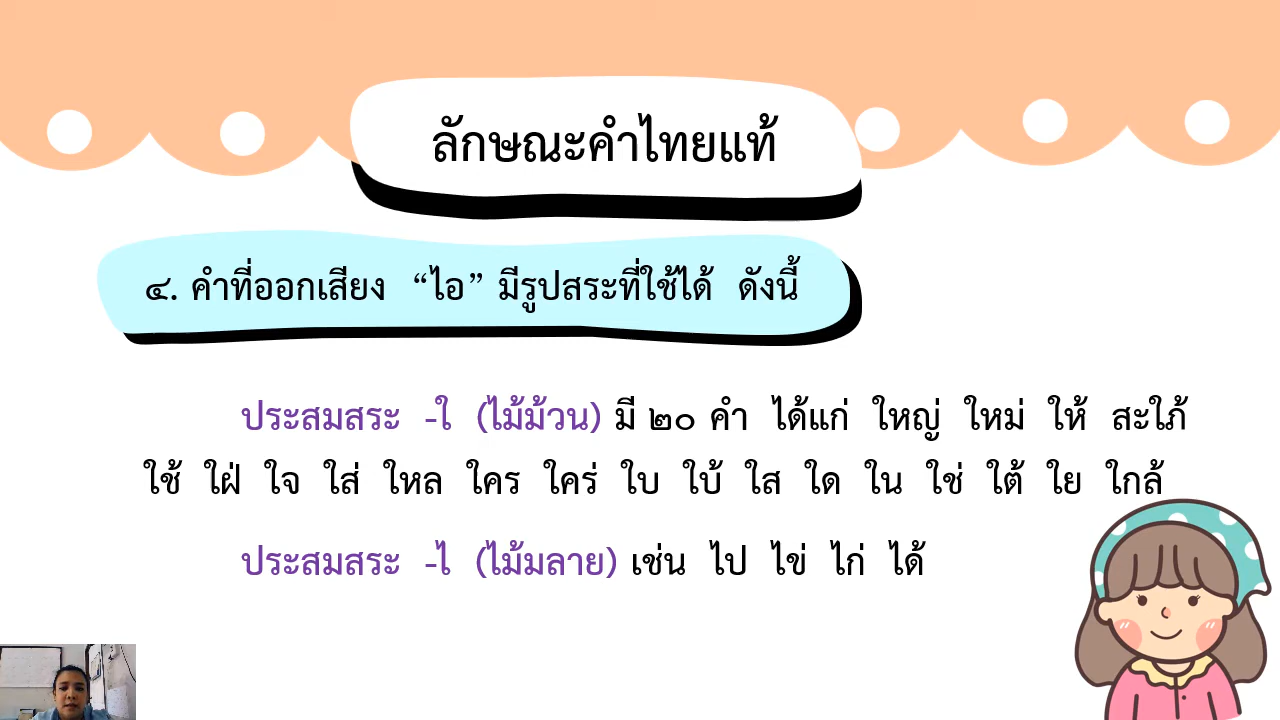 ลักษณะคำไทยแท้
๔. คำที่ออกเสียง “ไอ” มีรูปสระที่ใช้ได้ ดังนี้
ประสมสระ -ใ (ไม้ม้วน) มี ๒๐ คำ ได้แก่ ใหญ่ ใหม่ ให้ สะใภ้
ใช้ ใฝ่ ใจ ใส่ ใหล ใคร ใคร่ ใบ ใบ้ ใส ใด ใน ใช่ ใต้ ใย ใกล้
ประสมสระ -ไ (ไม้มลาย) เช่น ไป ไข่ ไก่ ได้